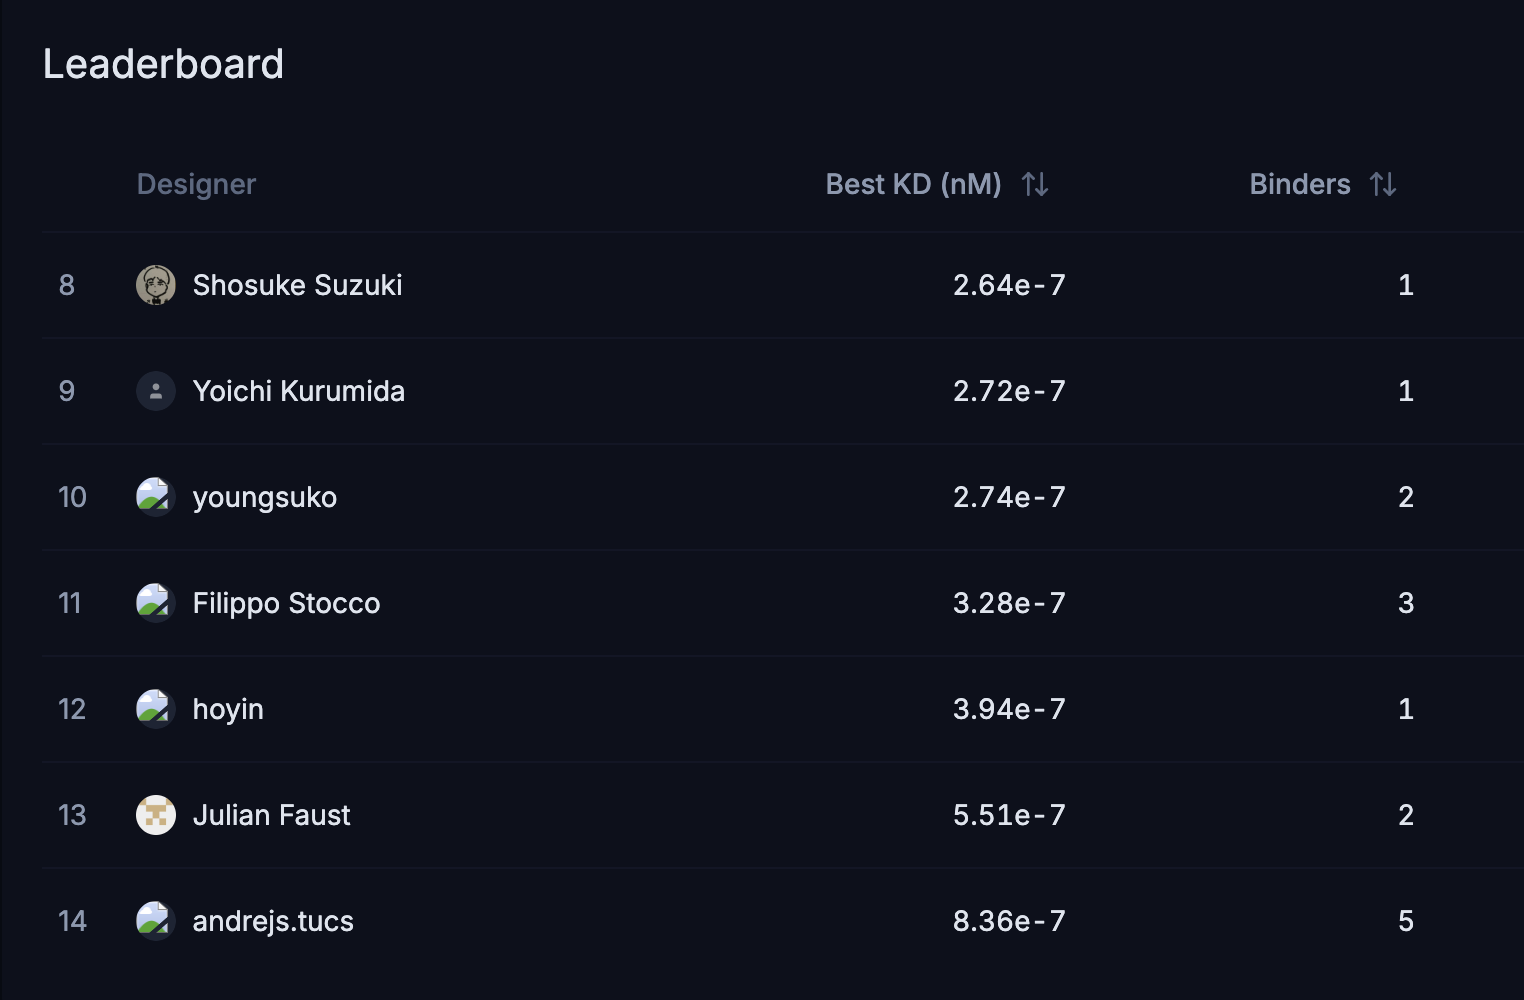 Leaderboard
Designer Best KD (nM) Binders
8 Shosuke Suzuki 2.64e-7 1
9 Yoichi Kurumida 2.72e-7 1
10 youngsuko 2.74e-7 2
11 Filippo Stocco 3.28e-7 3
12 hoyin 3.94e-7 1
13 Julian Faust 5.51e-7 2
14 andrejs.tucs 8.36e-7 5